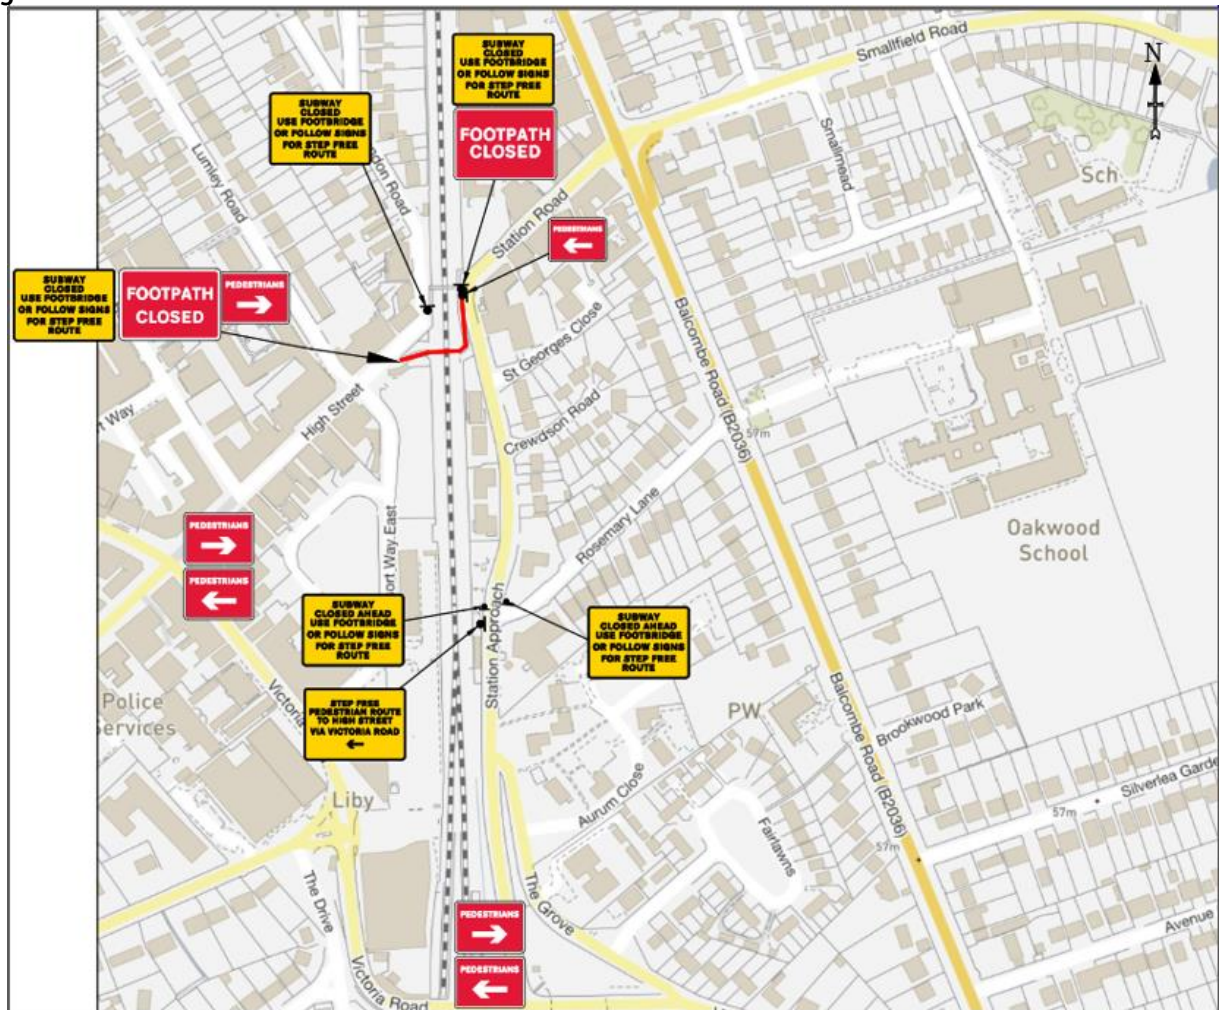 g
SUBWAY
CLOSED
USE FOOTBRIDGE
OR FOLLOW SIGNS
FOR STEP FREE
ROUTE
FOOTPATH
CLOSED
SUBWAY
CLOSED
USE FOOTBRIDGE
OR FOLLOW SIGNS
FOR STEP FREE
ROUTE
Smallfield Road
N
Lumley Road
don Road
Smallmead
Sch
Station Road
PEDESTRIANS
SUBWAY
CLOSED
USE FOOTBRIDGE
OR FOLLOW SIGNS
FOR STEP FREE
ROUTE
FOOTPATH
CLOSED
PEDESTRIANS
St Georges Close
Balcombe Road (B2036)
High Street
rt Way
Crewdson Road
57m
Rosemary Lane
Oakwood
School
PEDESTRIANS
PEDESTRIANS
ort Way East
SUBWAY
CLOSED AHEAD
USE FOOTBRIDGE
OR FOLLOW SIGNS
FOR STEP FREE
ROUTE
Station Approach
SUBWAY
CLOSED AHEAD
USE FOOTBRIDGE
OR FOLLOW SIGNS
FOR STEP FREE
ROUTE
Police
ervices
Victoria
STEP FREE
PEDESTRIAN ROUTE
TO HIGH STREET
VIA VICTORIA ROAD
PW
Balcombe Road (B2036)
Brookwood Park
Silverlea Garde
Liby
Aurum Close
Fairlawns
57m
57m
The Drive
The Grove
PEDESTRIANS
PEDESTRIANS
Avenue
Victoria Road